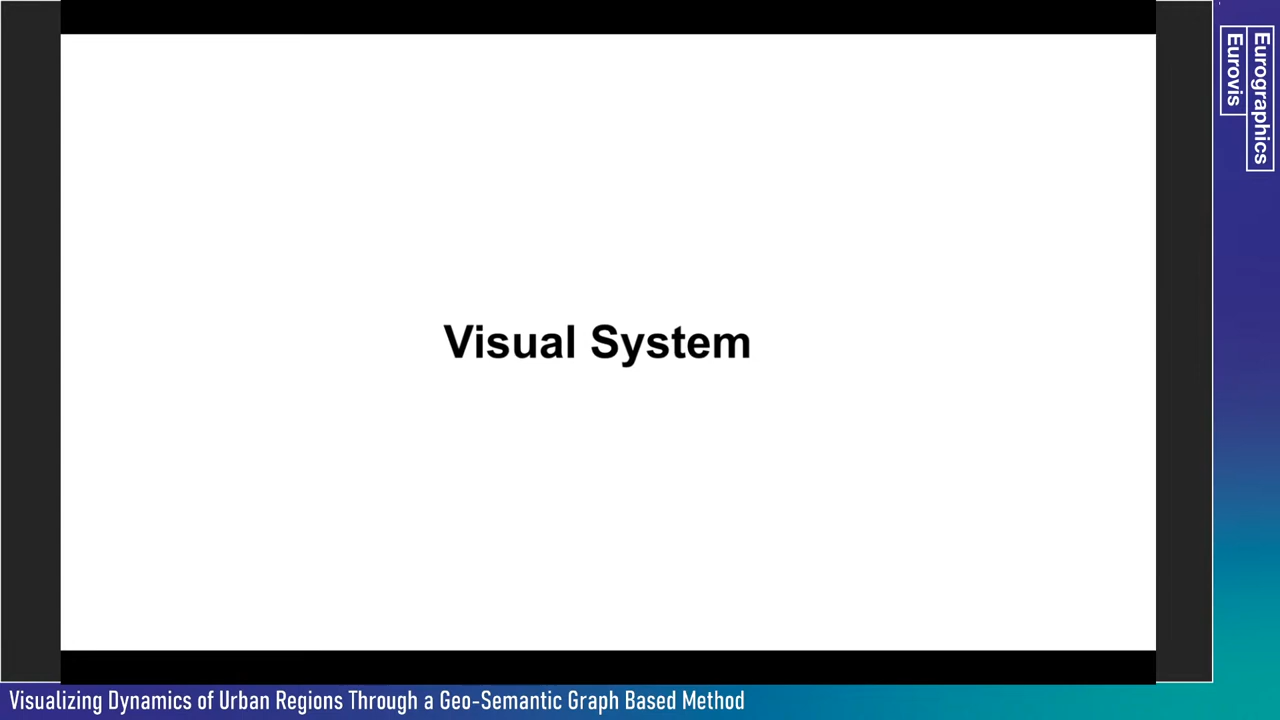 Visual System
Eurographics
Eurovis
Visualizing Dynamics of Urban Regions Through a Geo-Semantic Graph Based Method